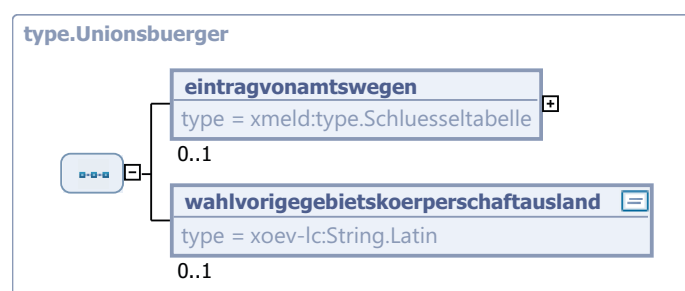 type.Unionsbuerger
eintragvonamtswegen
type = xmeld:type.Schluesseltabelle
0..1
wahlvorigegebietskoerperschaftausland
type = xoev-lc:String.Latin
0..1